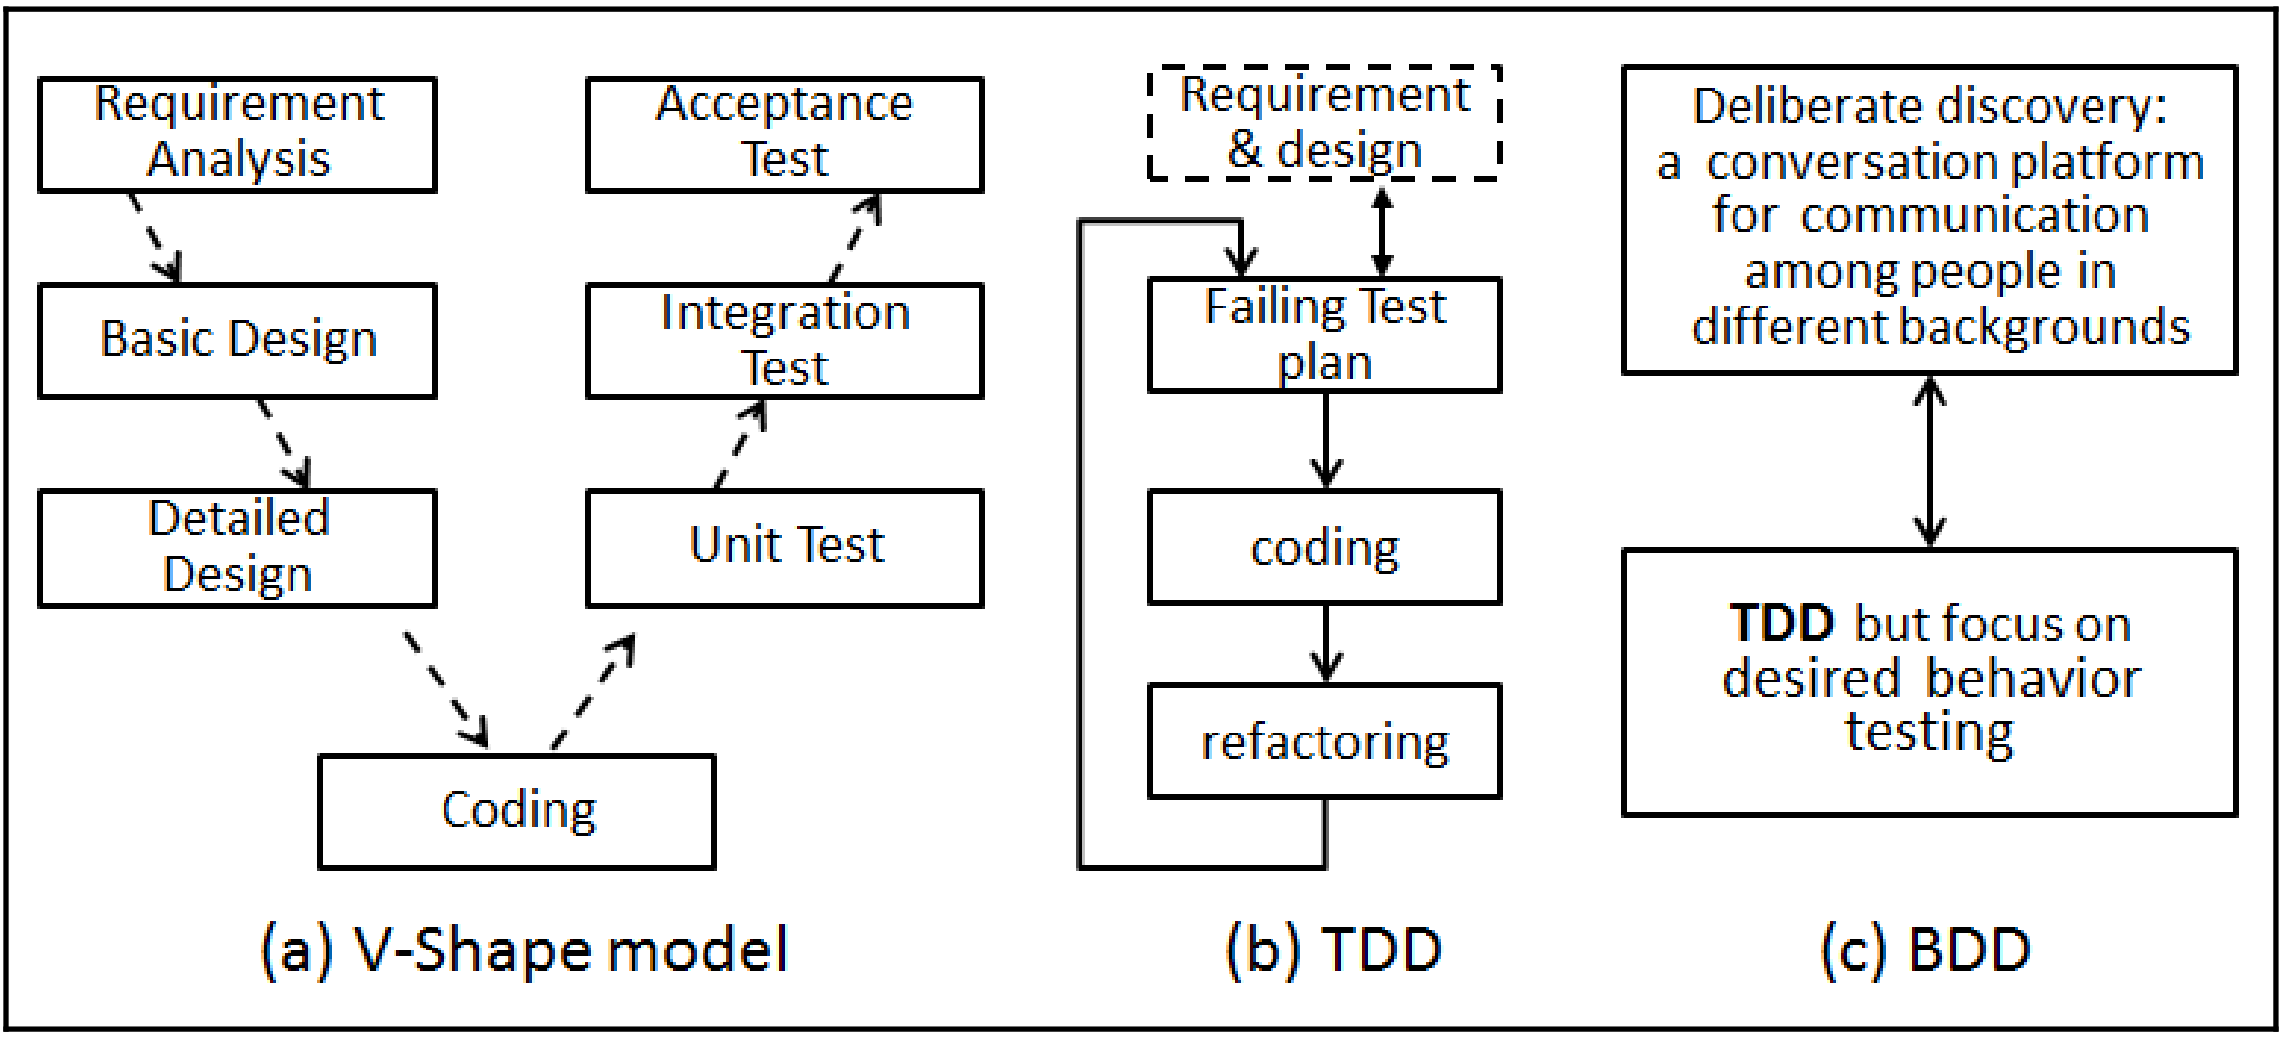 Requirement
Analysis
Basic Design
Detailed
Design
Coding
Unit Test
Integration
Test
Acceptance
Test
(a) V-Shape model
Requirement
& design
Failing Test
plan
coding
refactoring
(b) TDD
Deliberate discovery:
a conversation platform
for communication
among people in
different backgrounds
TDD but focus on
desired behavior
testing
(c) BDD